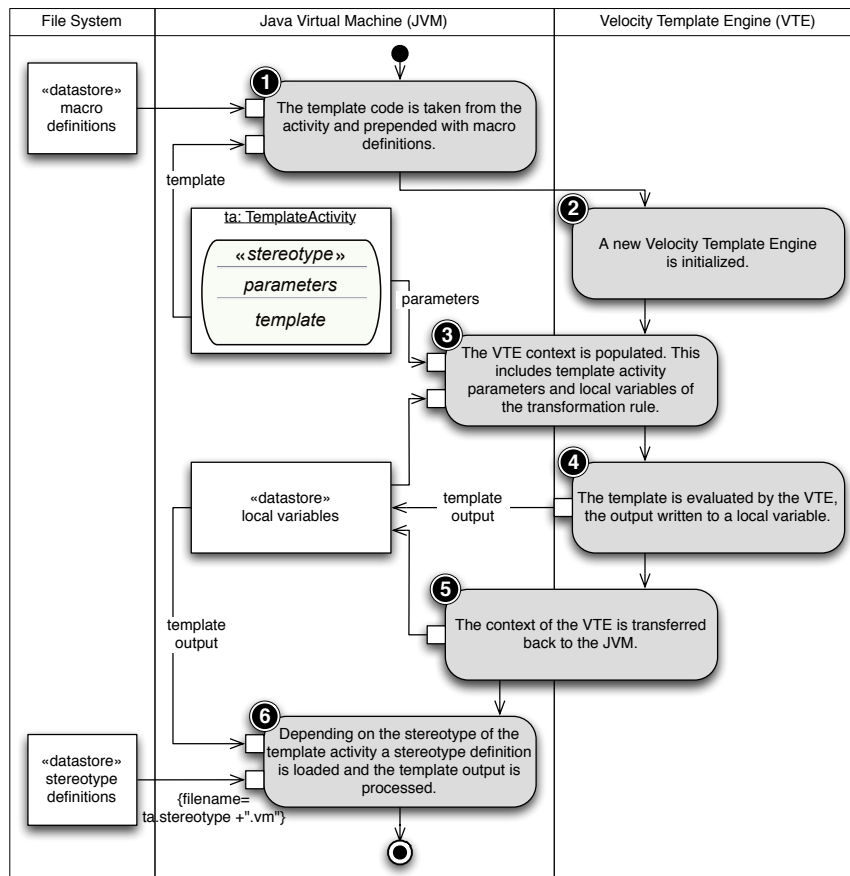 File System
Java Virtual Machine (JVM)
Velocity Template Engine (VTE)
1
«datastore»
macro
definitions
The template code is taken from the
activity and prepended with macro
definitions.
template
2
A new Velocity Template Engine
is initialized.
ta: TemplateActivity
«stereotype»
parameters
template
parameters
3
The VTE context is populated. This
includes template activity
parameters and local variables of
the transformation rule.
4
The template is evaluated by the VTE,
the output written to a local variable.
«datastore»
local variables
template
output
5
The context of the VTE is transferred
back to the JVM.
template
output
6
Depending on the stereotype of the
template activity a stereotype definition
is loaded and the template output is
processed.
«datastore»
stereotype
definitions
{filename=
ta.stereotype +".vm"}